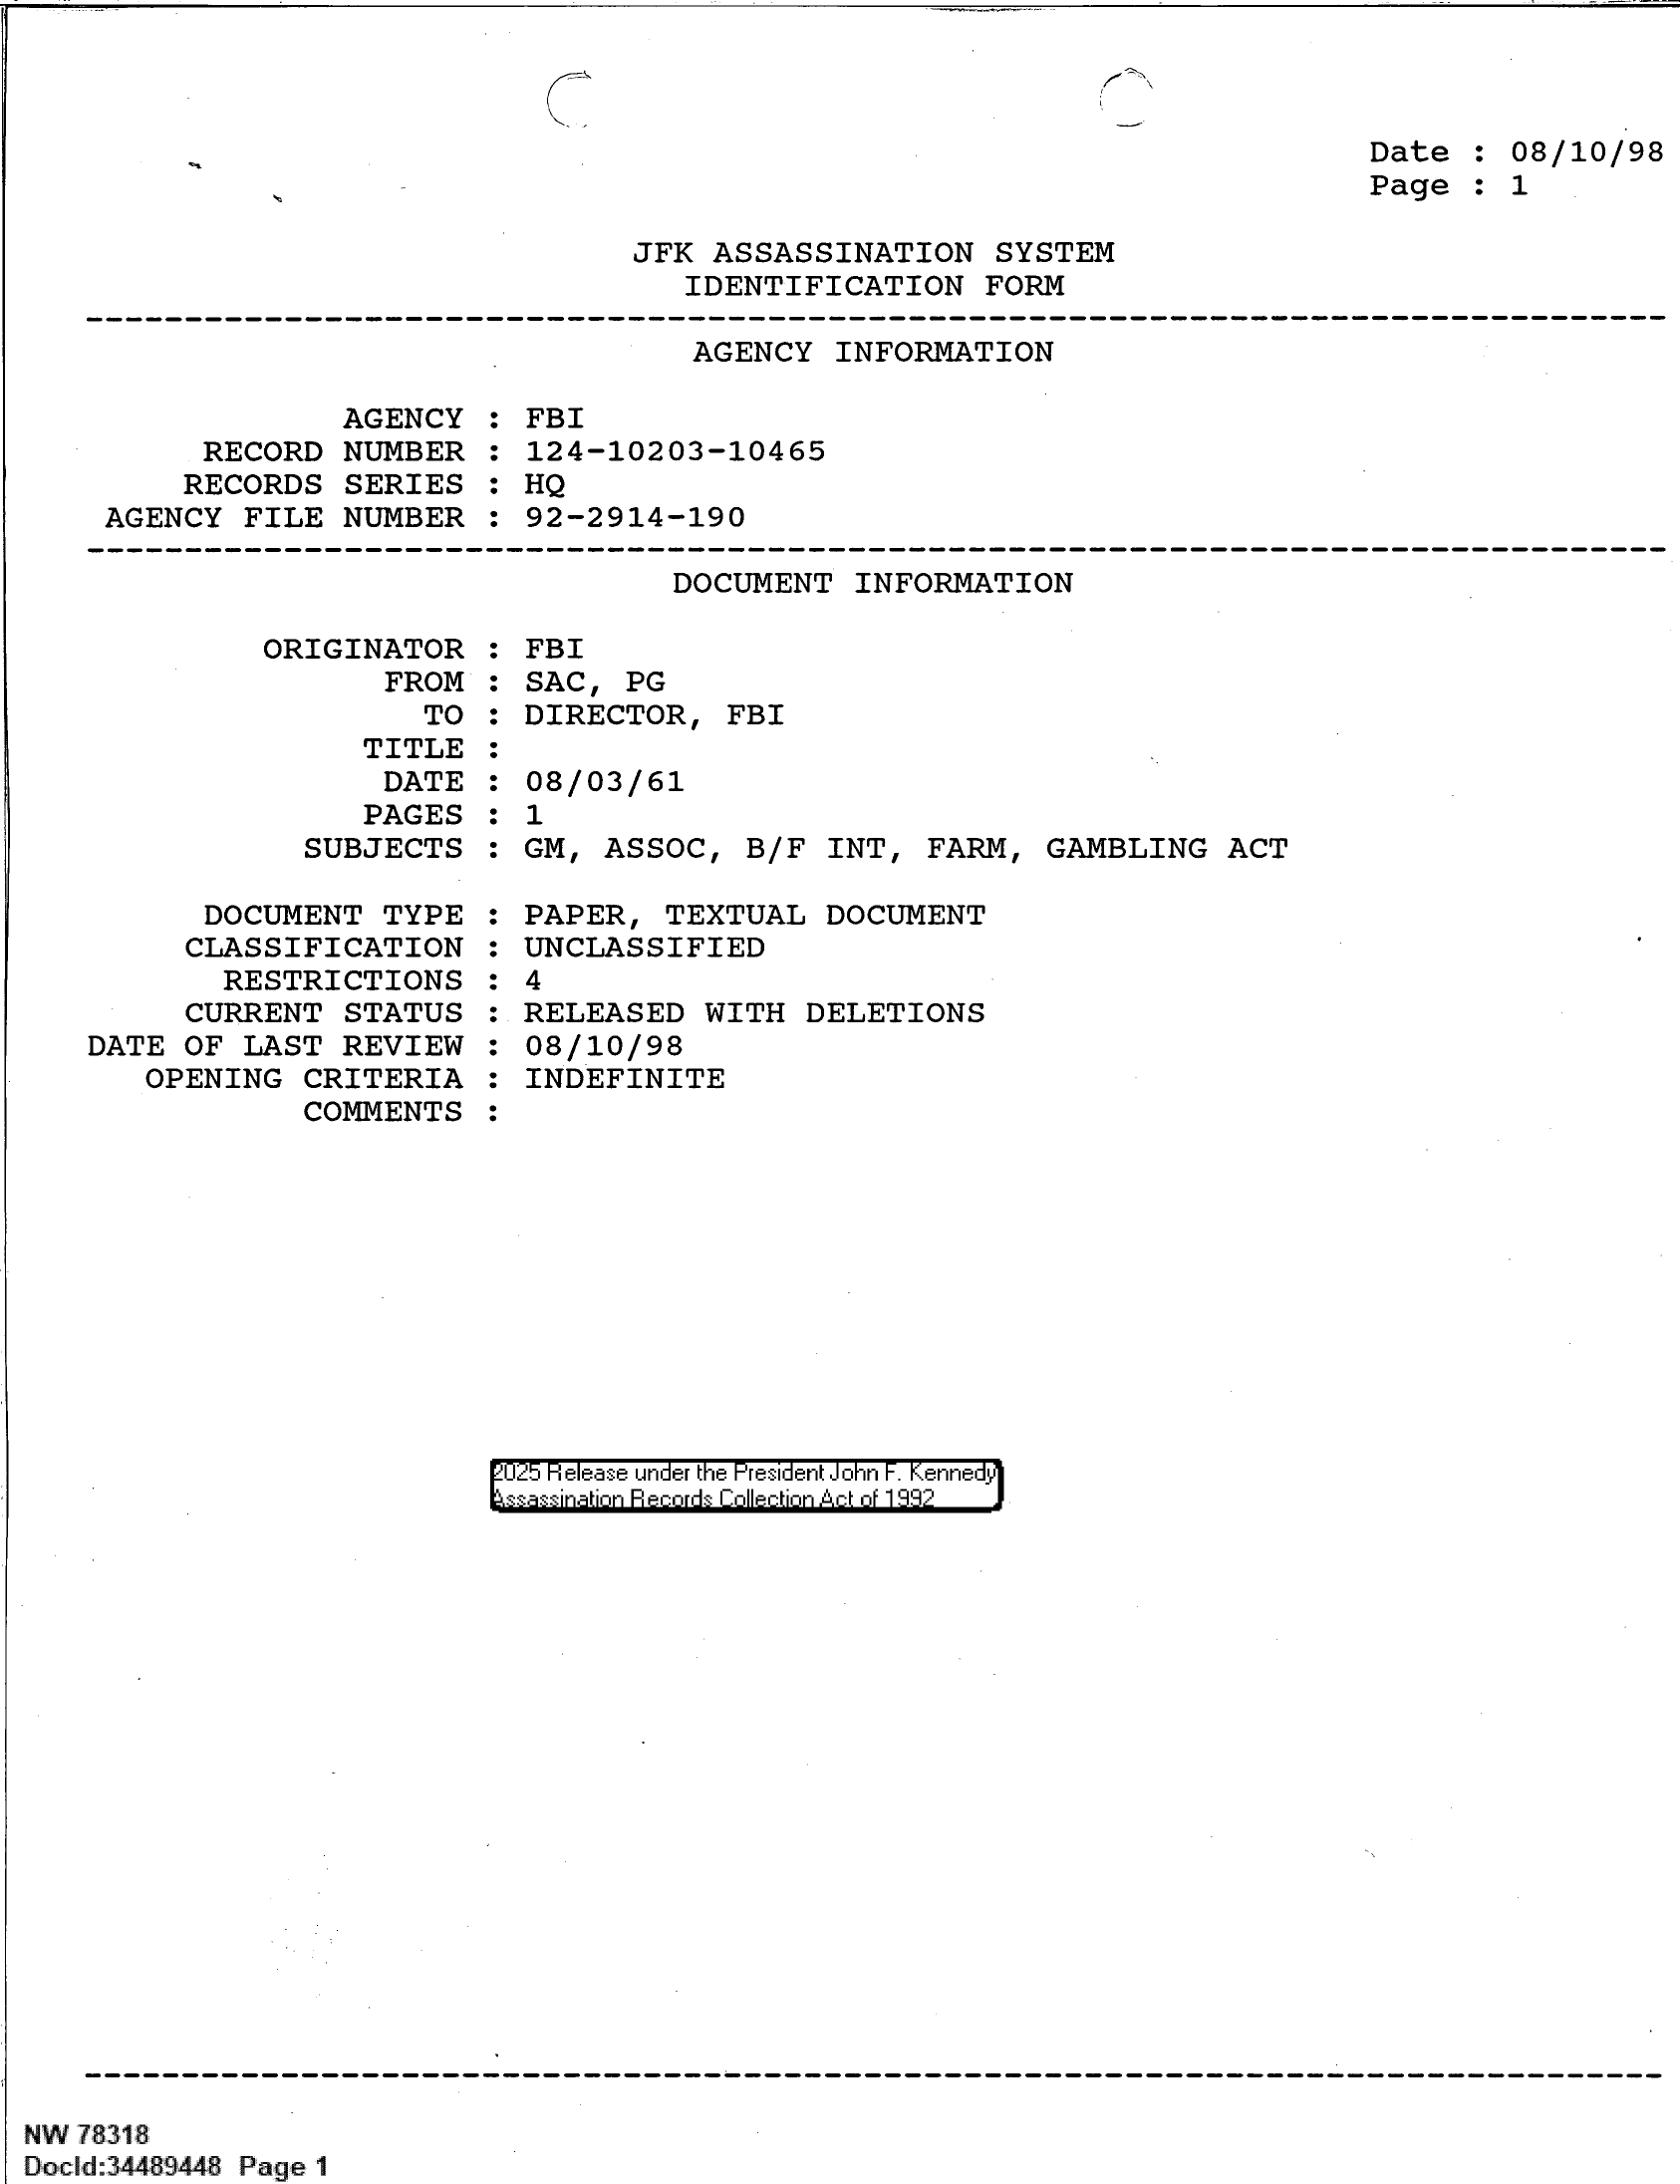 Date : 08/10/98
Page : 1
JFK ASSASSINATION SYSTEM
IDENTIFICATION FORM
--------------------------------------------------------------------------------
AGENCY INFORMATION
AGENCY : FBI
RECORD NUMBER : 124-10203-10465
RECORDS SERIES : HQ
AGENCY FILE NUMBER : 92-2914-190
--------------------------------------------------------------------------------
DOCUMENT INFORMATION
ORIGINATOR : FBI
FROM : SAC, PG
TO : DIRECTOR, FBI
TITLE :
DATE : 08/03/61
PAGES : 1
SUBJECTS : GM, ASSOC, B/F INT, FARM, GAMBLING ACT
DOCUMENT TYPE : PAPER, TEXTUAL DOCUMENT
CLASSIFICATION : UNCLASSIFIED
RESTRICTIONS : 4
CURRENT STATUS : RELEASED WITH DELETIONS
DATE OF LAST REVIEW : 08/10/98
OPENING CRITERIA : INDEFINITE
COMMENTS :
2025 Release under the President John F. Kennedy
Assassination Records Collection Act of 1992
--------------------------------------------------------------------------------
NW 78318
DocId:34489448 Page 1